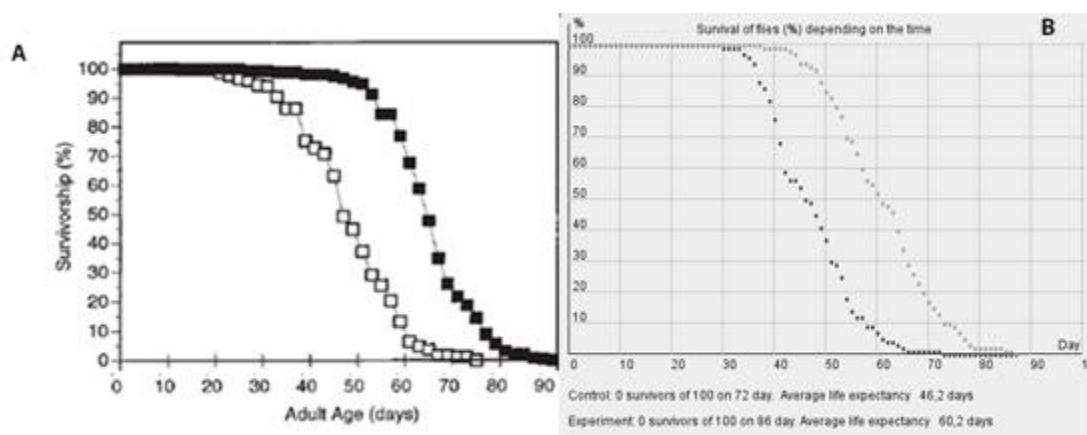 A
Survivorship (%)
100
90
80
70
60
50
40
30
20
10
0
0 10 20 30 40 50 60 70 80 90
Adult Age (days)
B
%
Survival of flies (%) depending on the time
100
90
80
70
60
50
40
30
20
10
Day
0 10 20 30 40 50 60 70 80 90 1
Control: 0 survivors of 100 on 72 day. Average life expectancy 46,2 days
Experiment: 0 survivors of 100 on 86 day. Average life expectancy 60,2 days